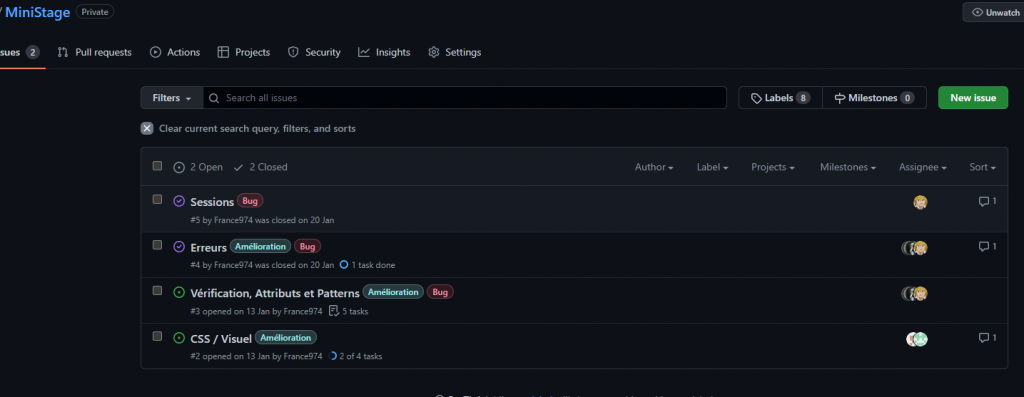 / MiniStage Private Unwatch
sues 2 Pull requests Actions Projects Security Insights Settings
Filters Search all issues Labels 8 Milestones 0 New issue
Clear current search query, filters, and sorts
2 Open 2 Closed Author Label Projects Milestones Assignee Sort
Sessions Bug 1
#5 by France974 was closed on 20 Jan
Erreurs Amélioration Bug 1
#4 by France974 was closed on 20 Jan 1 task done
Vérification, Attributs et Patterns Amélioration Bug
#3 opened on 13 Jan by France974 5 tasks
CSS / Visuel Amélioration 1
#2 opened on 13 Jan by France974 2 of 4 tasks